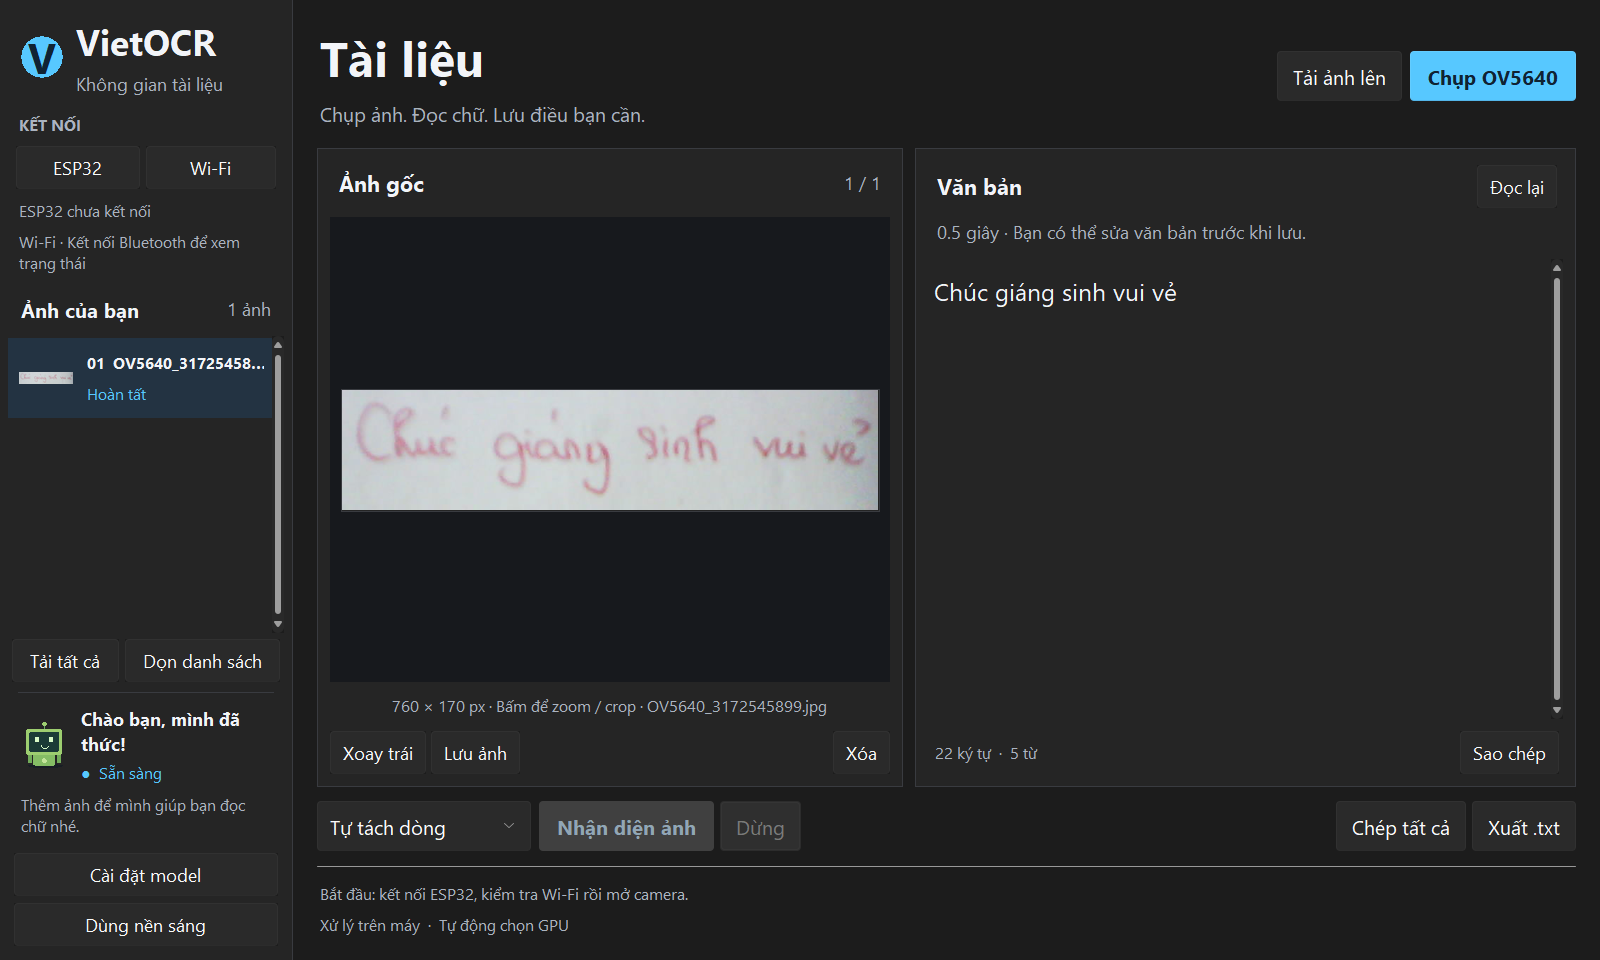 VietOCR
Không gian tài liệu
KẾT NỐI
ESP32
Wi-Fi
ESP32 chưa kết nối
Wi-Fi · Kết nối Bluetooth để xem
trạng thái
Ảnh của bạn
1 ảnh
01 OV5640_31725458...
Hoàn tất
Tải tất cả
Dọn danh sách
Chào bạn, mình đã
thức!
Sẵn sàng
Thêm ảnh để mình giúp bạn đọc
chữ nhé.
Cài đặt model
Dùng nền sáng
Tài liệu
Chụp ảnh. Đọc chữ. Lưu điều bạn cần.
Tải ảnh lên
Chụp OV5640
Ảnh gốc
1 / 1
Chúc giáng sinh vui vẻ
760 × 170 px · Bấm để zoom / crop · OV5640_3172545899.jpg
Xoay trái
Lưu ảnh
Xóa
Văn bản
Đọc lại
0.5 giây · Bạn có thể sửa văn bản trước khi lưu.
Chúc giáng sinh vui vẻ
22 ký tự · 5 từ
Sao chép
Tự tách dòng
Nhận diện ảnh
Dừng
Chép tất cả
Xuất .txt
Bắt đầu: kết nối ESP32, kiểm tra Wi-Fi rồi mở camera.
Xử lý trên máy · Tự động chọn GPU